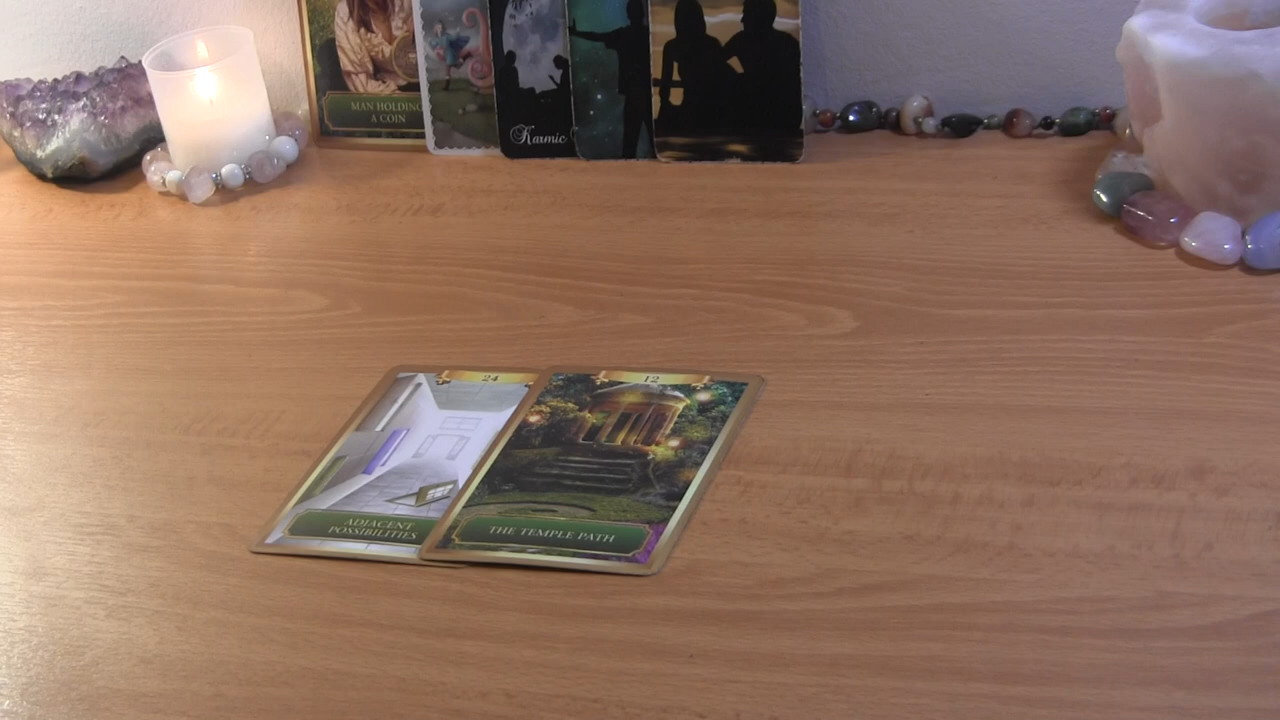 MAN HOLDING
A COIN
Karmic
24
ADJACENT
POSSIBILITIES
12
THE TEMPLE PATH